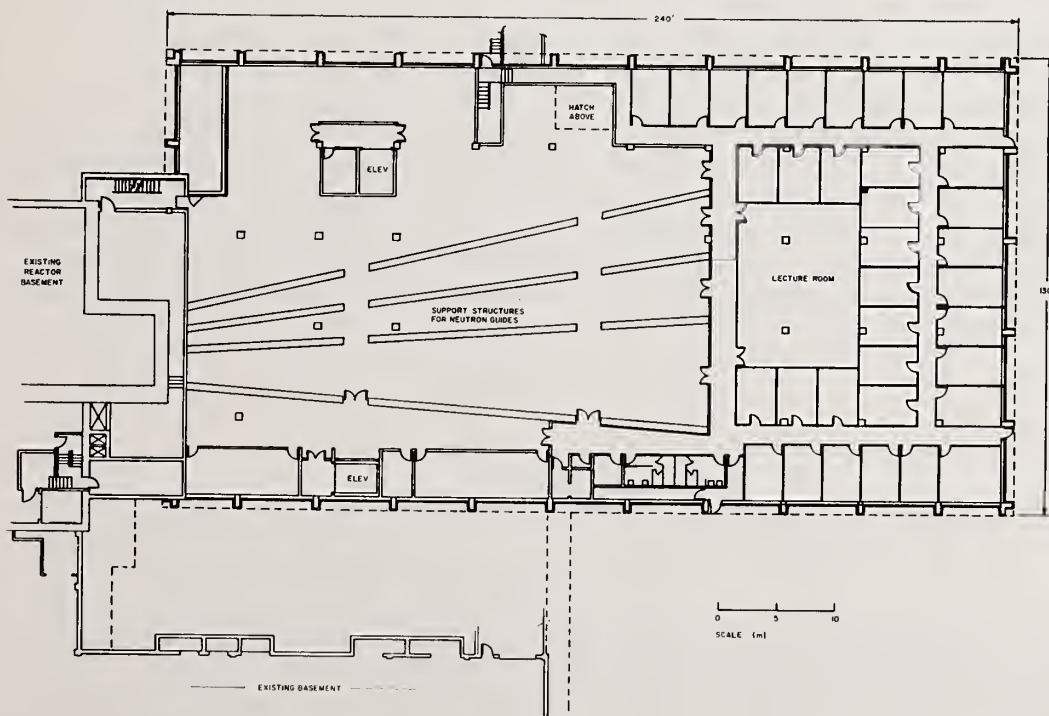 240'
HATCH
ABOVE
ELEV
EXISTING
REACTOR
BASEMENT
LECTURE ROOM
130
SUPPORT STRUCTURES
FOR NEUTRON GUIDES
ELEV
0 5 10
SCALE (m)
EXISTING BASEMENT